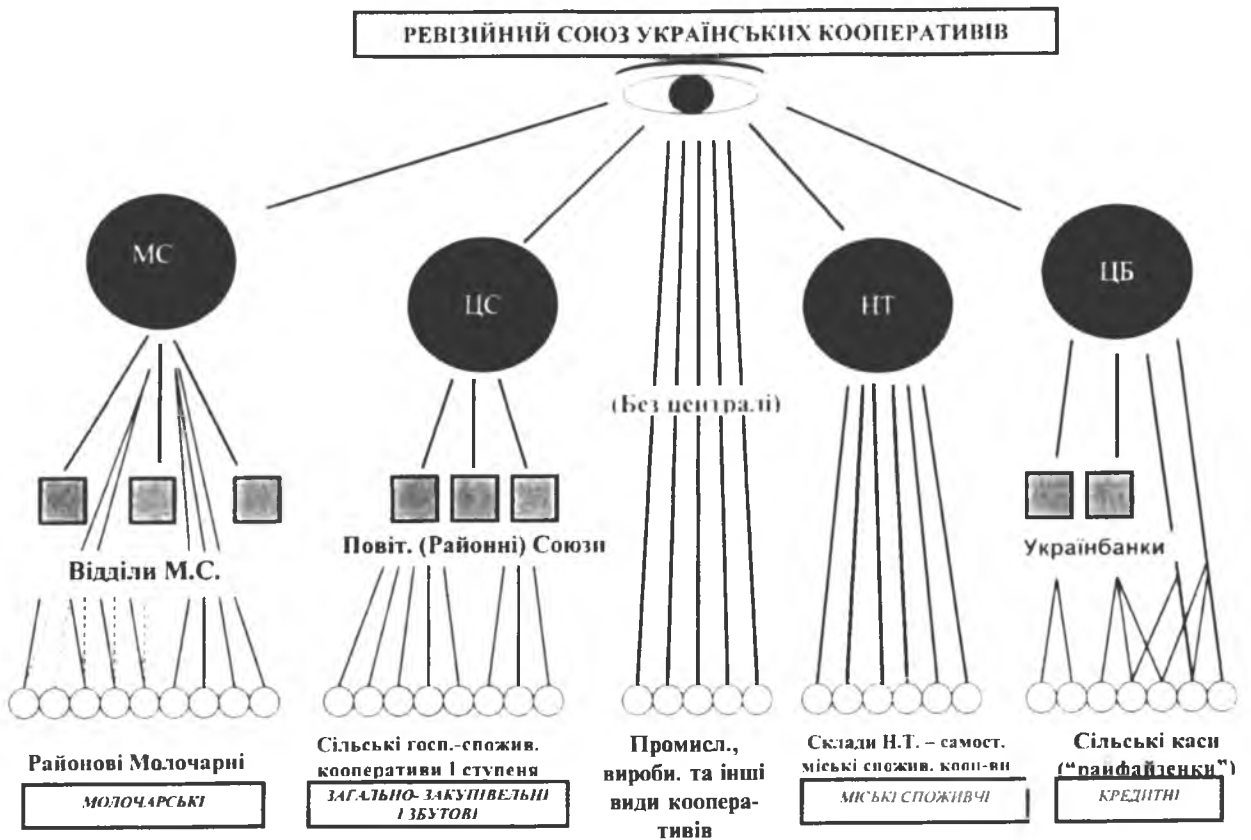 РЕВІЗІЙНИЙ СОЮЗ УКРАЇНСЬКИХ КООПЕРАТИВІВ
МС
ЦС
НТ
ЦБ
(Без централі)
Відділи М.С.
Повіт. (Районні) Союзи
Українбанки
Районові Молочарні
МОЛОЧАРСЬКІ
Сільські госп.-спожив.
кооперативи І ступеня
ЗАГАЛЬНО- ЗАКУПІВЕЛЬНІ
І ЗБУТОВІ
Промисл.,
вироби. та інші
види коопера-
тивів
Склади Н.Т. – самост.
міські спожив. кооп-ви
МІСЬКІ СПОЖИВЧІ
Сільські каси
("райфайзенки")
КРЕДИТНІ